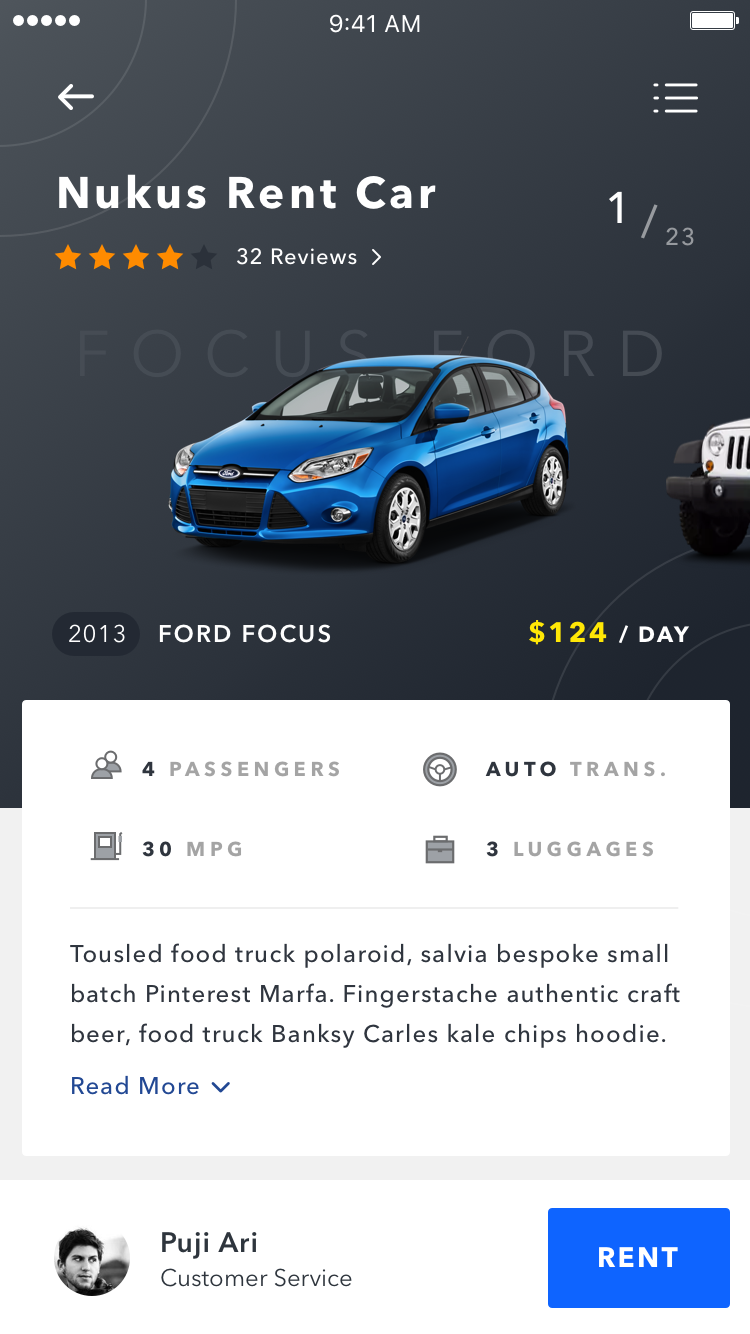 9:41 AM
Nukus Rent Car
1 / 23
32 Reviews
FOCUS FORD
Ford
2013 FORD FOCUS $124 / DAY
4 PASSENGERS AUTO TRANS.
30 MPG 3 LUGGAGES
Tousled food truck polaroid, salvia bespoke small
batch Pinterest Marfa. Fingerstache authentic craft
beer, food truck Banksy Carles kale chips hoodie.
Read More
Puji Ari
Customer Service
RENT